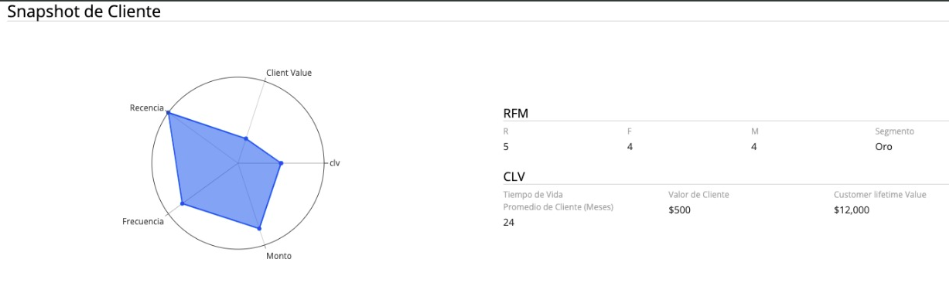 Snapshot de Cliente
Client Value
Recencia
clv
Frecuencia
Monto
RFM
R F M Segmento
5 4 4 Oro
CLV
Tiempo de Vida Valor de Cliente Customer lifetime Value
Promedio de Cliente (Meses) $500 $12,000
24